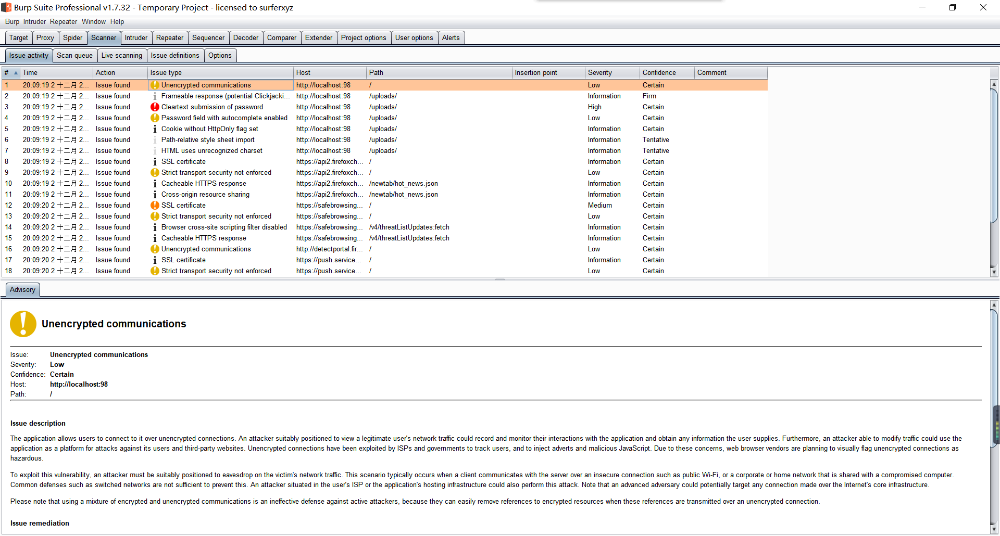 Burp Suite Professional v1.7.32 - Temporary Project - licensed to surferxyz
Burp Intruder Repeater Window Help
Target Proxy Spider Scanner Intruder Repeater Sequencer Decoder Comparer Extender Project options User options Alerts
Issue activity Scan queue Live scanning Issue definitions Options
# Time Action Issue type Host Path Insertion point Severity Confidence Comment
1 20:09:19 2 十二月 2... Issue found Unencrypted communications http://localhost:98 / Low Certain
2 20:09:19 2 十二月 2... Issue found Frameable response (potential Clickjacki... http://localhost:98 /uploads/ Information Firm
3 20:09:19 2 十二月 2... Issue found Cleartext submission of password http://localhost:98 /uploads/ High Certain
4 20:09:19 2 十二月 2... Issue found Password field with autocomplete enabled http://localhost:98 /uploads/ Low Certain
5 20:09:19 2 十二月 2... Issue found Cookie without HttpOnly flag set http://localhost:98 /uploads/ Information Certain
6 20:09:19 2 十二月 2... Issue found Path-relative style sheet import http://localhost:98 /uploads/ Information Tentative
7 20:09:19 2 十二月 2... Issue found HTML uses unrecognized charset http://localhost:98 /uploads/ Information Tentative
8 20:09:19 2 十二月 2... Issue found SSL certificate https://api2.firefoxch... / Information Certain
9 20:09:19 2 十二月 2... Issue found Strict transport security not enforced https://api2.firefoxch... / Low Certain
10 20:09:19 2 十二月 2... Issue found Cacheable HTTPS response https://api2.firefoxch... /newtab/hot_news.json Information Certain
11 20:09:19 2 十二月 2... Issue found Cross-origin resource sharing https://api2.firefoxch... /newtab/hot_news.json Information Certain
12 20:09:20 2 十二月 2... Issue found SSL certificate https://safebrowsing... / Medium Certain
13 20:09:20 2 十二月 2... Issue found Strict transport security not enforced https://safebrowsing... / Low Certain
14 20:09:20 2 十二月 2... Issue found Browser cross-site scripting filter disabled https://safebrowsing... /v4/threatListUpdates:fetch Information Certain
15 20:09:20 2 十二月 2... Issue found Cacheable HTTPS response https://safebrowsing... /v4/threatListUpdates:fetch Information Certain
16 20:09:20 2 十二月 2... Issue found Unencrypted communications http://detectportal.fir... / Low Certain
17 20:09:20 2 十二月 2... Issue found SSL certificate https://push.service... / Information Certain
18 20:09:20 2 十二月 2... Issue found Strict transport security not enforced https://push.service... / Low Certain
Advisory
Unencrypted communications
Issue: Unencrypted communications
Severity: Low
Confidence: Certain
Host: http://localhost:98
Path: /
Issue description
The application allows users to connect to it over unencrypted connections. An attacker suitably positioned to view a legitimate user's network traffic could record and monitor their interactions with the application and obtain any information the user supplies. Furthermore, an attacker able to modify traffic could use the
application as a platform for attacks against its users and third-party websites. Unencrypted connections have been exploited by ISPs and governments to track users, and to inject adverts and malicious JavaScript. Due to these concerns, web browser vendors are planning to visually flag unencrypted connections as
hazardous.
To exploit this vulnerability, an attacker must be suitably positioned to eavesdrop on the victim's network traffic. This scenario typically occurs when a client communicates with the server over an insecure connection such as public Wi-Fi, or a corporate or home network that is shared with a compromised computer.
Common defenses such as switched networks are not sufficient to prevent this. An attacker situated in the user's ISP or the application's hosting infrastructure could also perform this attack. Note that an advanced adversary could potentially target any connection made over the Internet's core infrastructure.
Please note that using a mixture of encrypted and unencrypted communications is an ineffective defense against active attackers, because they can easily remove references to encrypted resources when these references are transmitted over an unencrypted connection.
Issue remediation